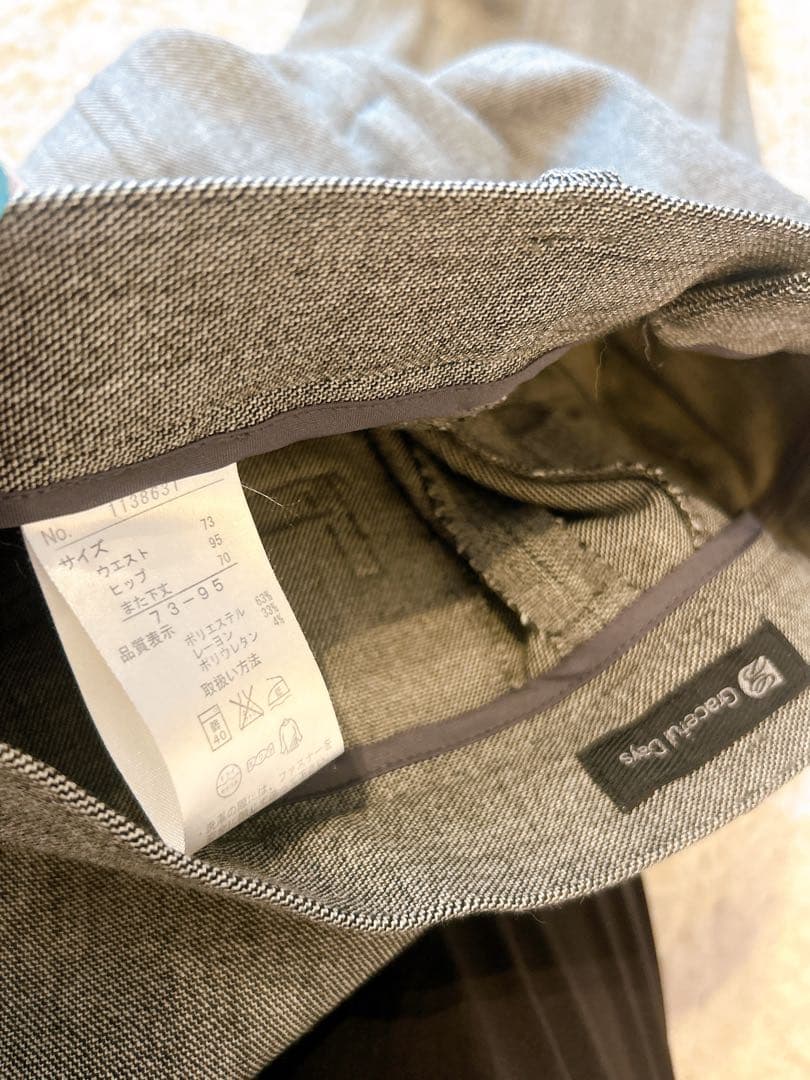 No. 1138631
サイズ
ウエスト 73
ヒップ 95
また下丈 70
73-95
品質表示
ポリエステル 63%
レーヨン 33%
ポリウレタン 4%
取扱い方法
40
Graceful Days